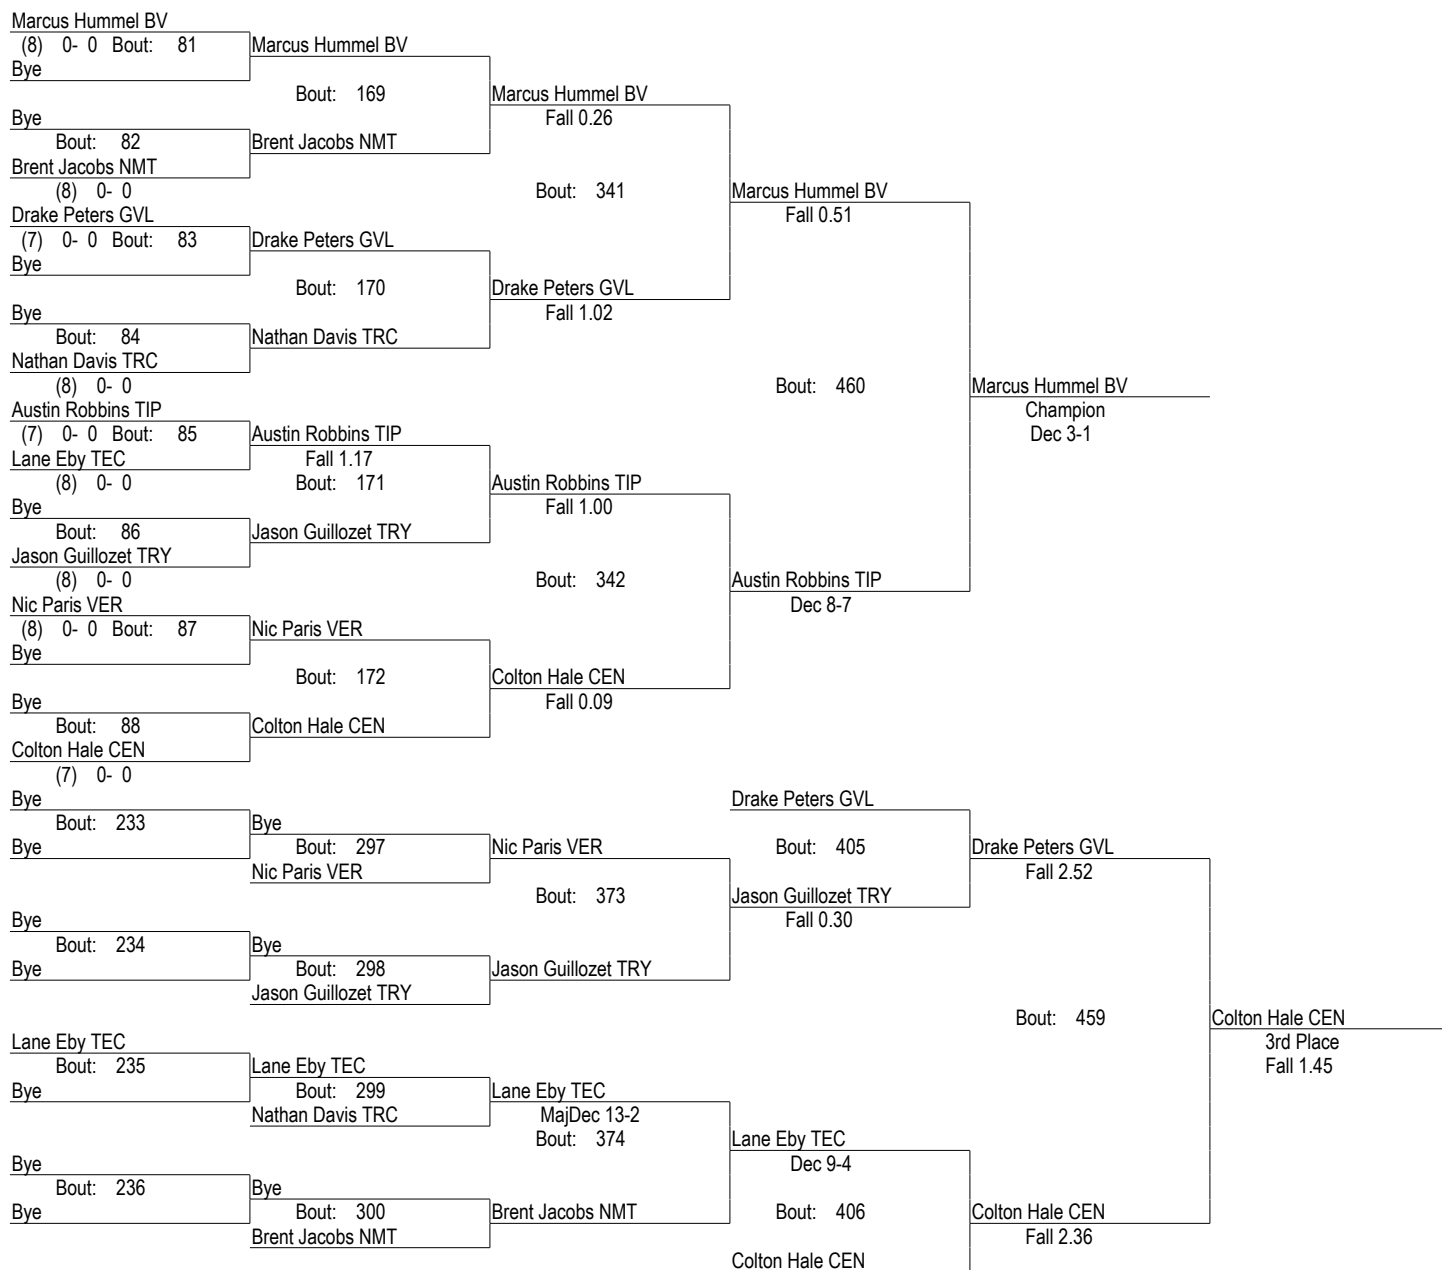 Marcus Hummel BV
(8) 0- 0 Bout: 81
Marcus Hummel BV
Bye
Bout: 169
Marcus Hummel BV
Bye
Fall 0.26
Bout: 82
Brent Jacobs NMT
Brent Jacobs NMT
(8) 0- 0
Bout: 341
Marcus Hummel BV
Drake Peters GVL
Fall 0.51
(7) 0- 0 Bout: 83
Drake Peters GVL
Bye
Bout: 170
Drake Peters GVL
Bye
Fall 1.02
Bout: 84
Nathan Davis TRC
Nathan Davis TRC
(8) 0- 0
Bout: 460
Marcus Hummel BV
Austin Robbins TIP
Champion
(7) 0- 0 Bout: 85
Austin Robbins TIP
Dec 3-1
Lane Eby TEC
Fall 1.17
(8) 0- 0
Bout: 171
Austin Robbins TIP
Bye
Fall 1.00
Bout: 86
Jason Guillozet TRY
Jason Guillozet TRY
(8) 0- 0
Bout: 342
Austin Robbins TIP
Nic Paris VER
Dec 8-7
(8) 0- 0 Bout: 87
Nic Paris VER
Bye
Bout: 172
Colton Hale CEN
Bye
Fall 0.09
Bout: 88
Colton Hale CEN
Colton Hale CEN
(7) 0- 0
Bye
Drake Peters GVL
Bout: 233
Bye
Bye
Bout: 297
Nic Paris VER
Bout: 405
Drake Peters GVL
Nic Paris VER
Fall 2.52
Bout: 373
Jason Guillozet TRY
Bye
Fall 0.30
Bout: 234
Bye
Bye
Bout: 298
Jason Guillozet TRY
Jason Guillozet TRY
Bout: 459
Colton Hale CEN
Lane Eby TEC
3rd Place
Bout: 235
Lane Eby TEC
Fall 1.45
Bye
Bout: 299
Lane Eby TEC
Nathan Davis TRC
MajDec 13-2
Bout: 374
Lane Eby TEC
Bye
Dec 9-4
Bout: 236
Bye
Bye
Bout: 300
Brent Jacobs NMT
Bout: 406
Colton Hale CEN
Brent Jacobs NMT
Fall 2.36
Colton Hale CEN